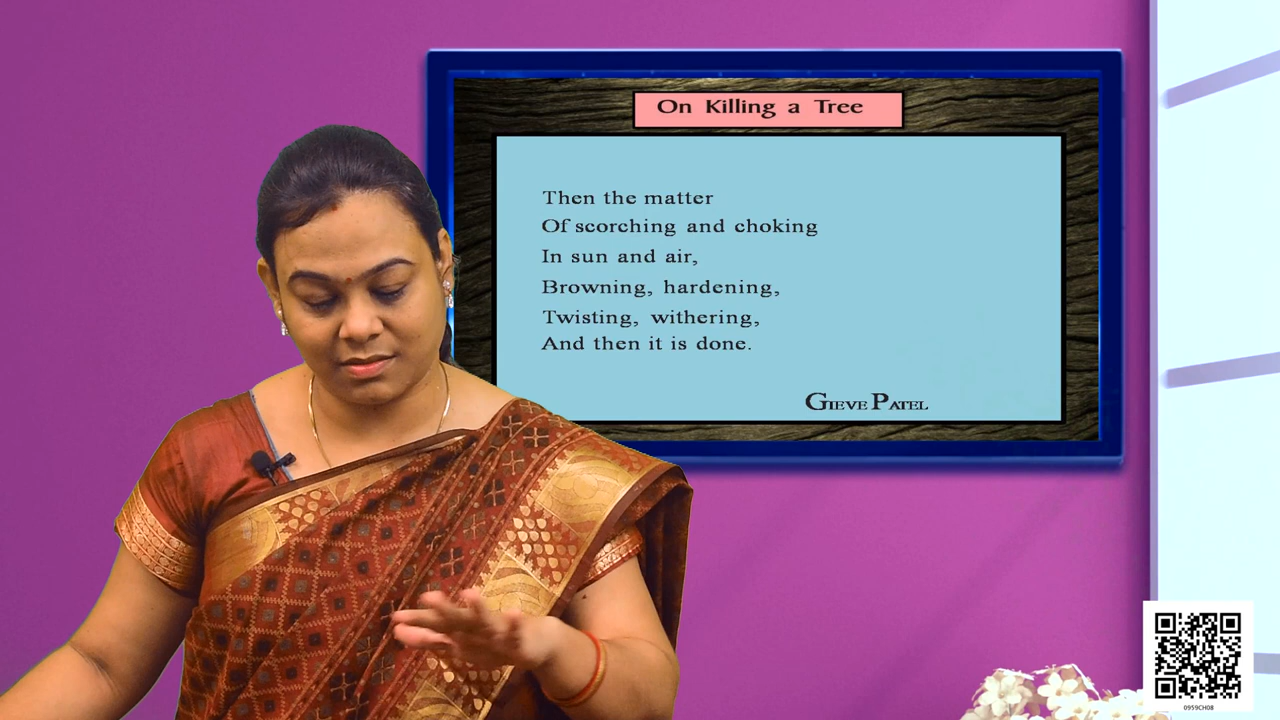 On Killing a Tree
Then the matter
Of scorching and choking
In sun and air,
Browning, hardening,
Twisting, withering,
And then it is done.
GIEVE PATEL
0959CH08